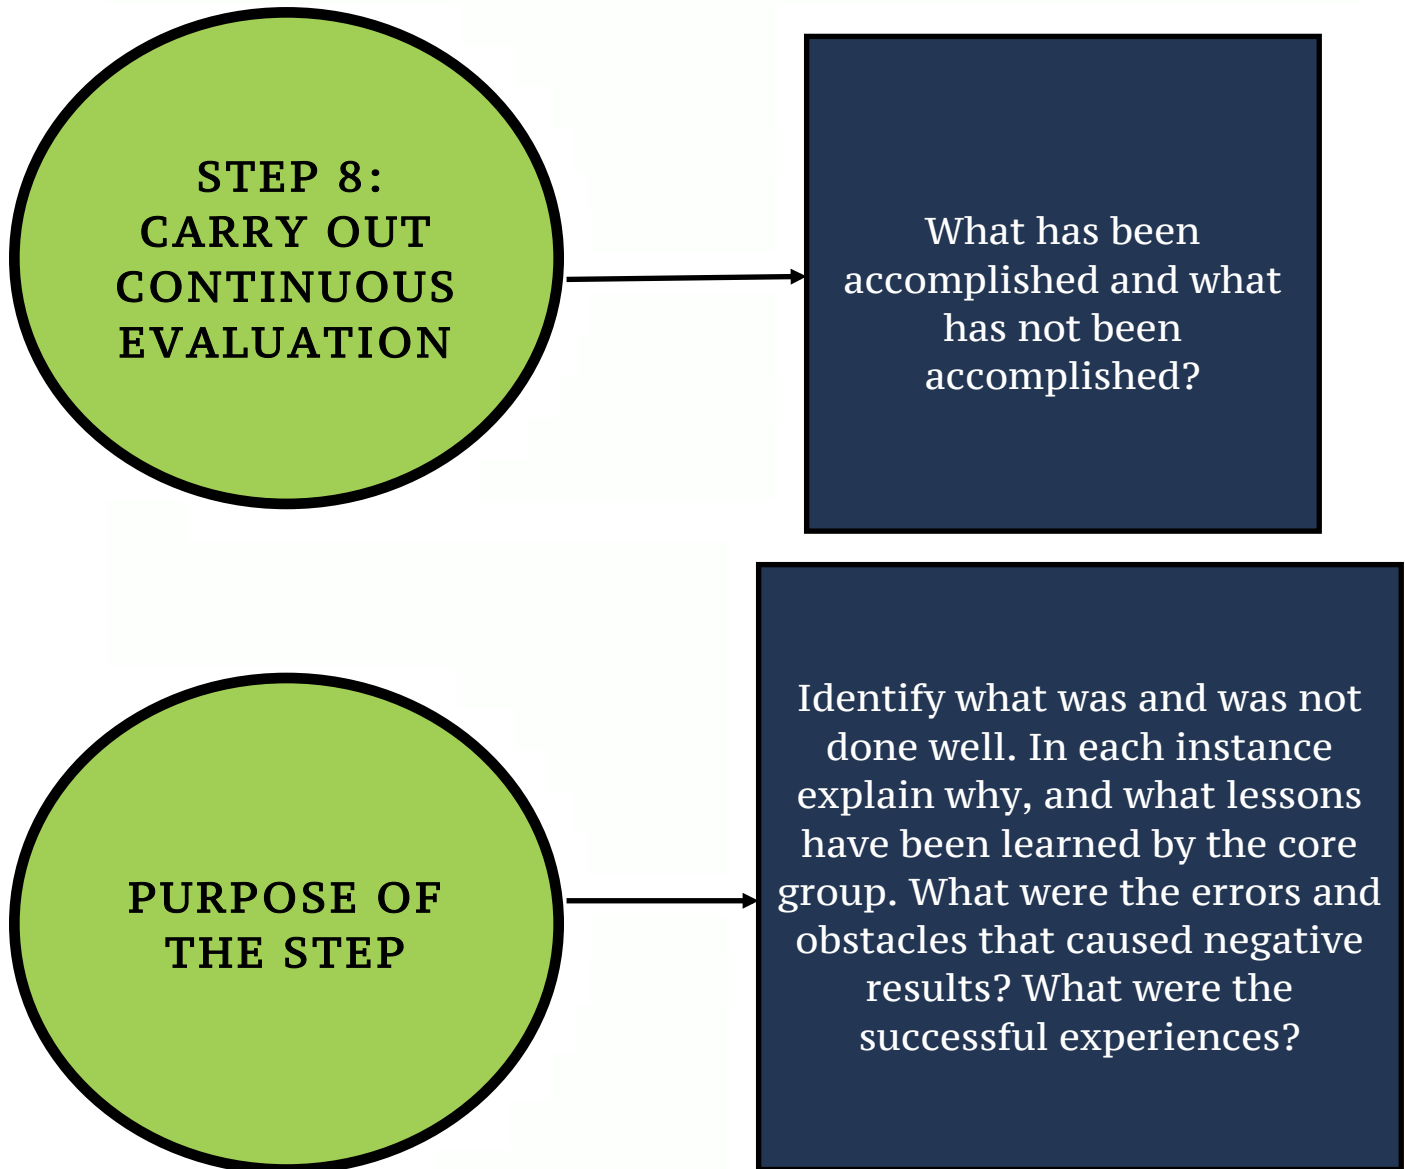 STEP 8:
CARRY OUT
CONTINUOUS
EVALUATION
What has been
accomplished and what
has not been
accomplished?
PURPOSE OF
THE STEP
Identify what was and was not
done well. In each instance
explain why, and what lessons
have been learned by the core
group. What were the errors and
obstacles that caused negative
results? What were the
successful experiences?